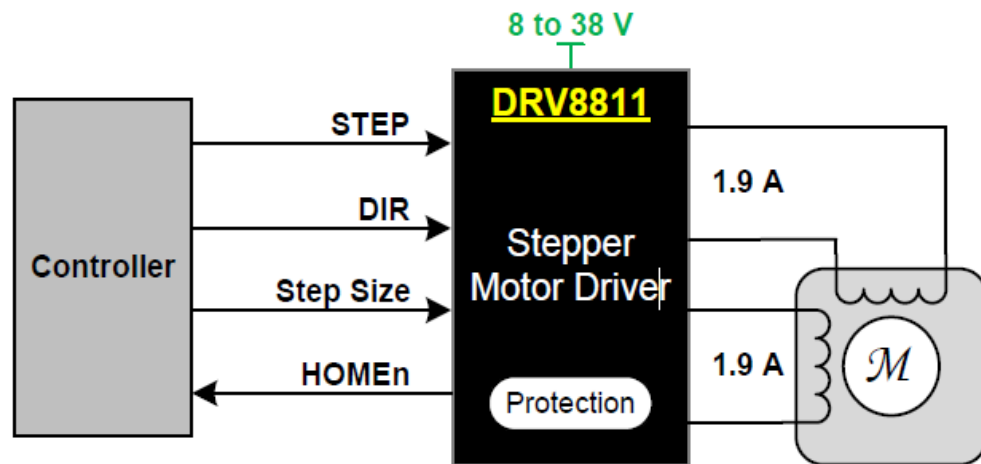 8 to 38 V
DRV8811
STEP
1.9 A
DIR
Stepper
Motor Driver
Controller
Step Size
HOMEn
1.9 A
M
Protection